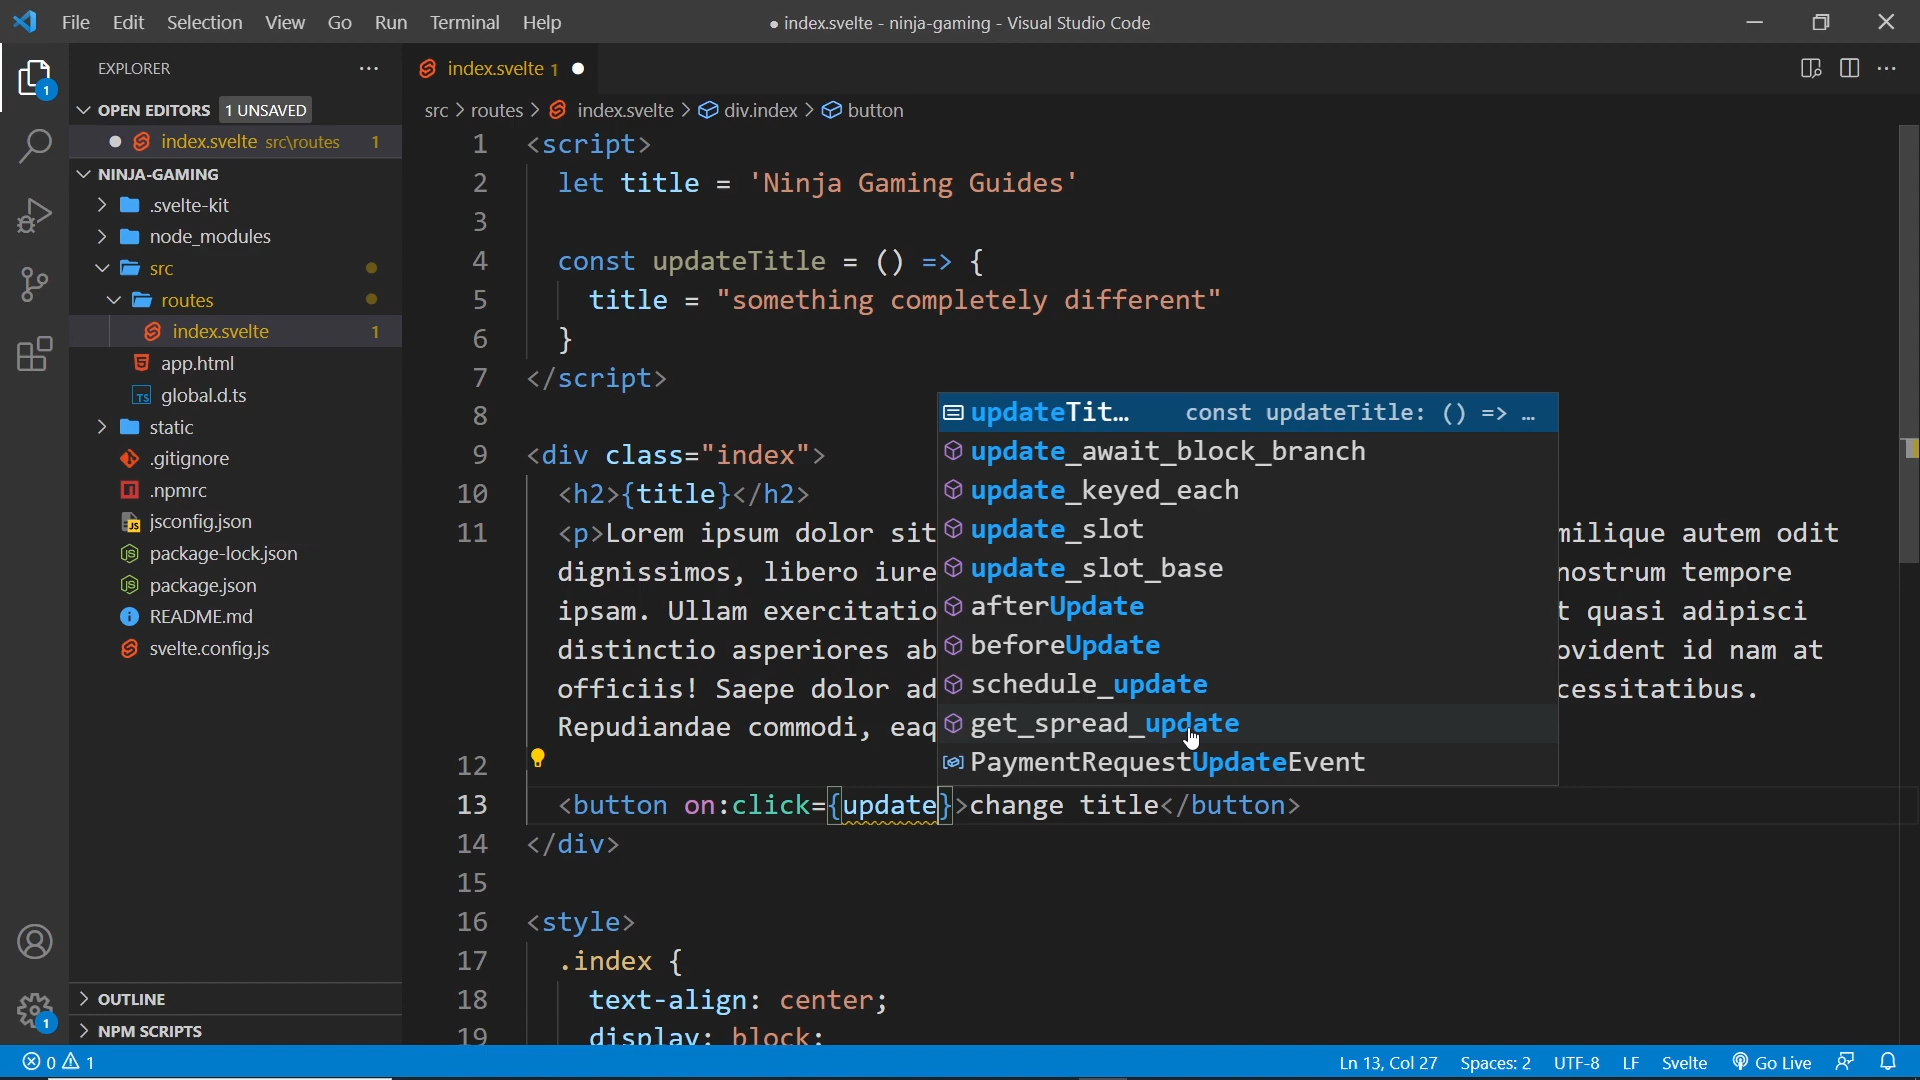 File Edit Selection View Go Run Terminal Help
● index.svelte - ninja-gaming - Visual Studio Code
EXPLORER
OPEN EDITORS 1 UNSAVED
index.svelte src\routes 1
NINJA-GAMING
.svelte-kit
node_modules
src
routes
index.svelte 1
app.html
TS global.d.ts
static
.gitignore
.npmrc
JS jsconfig.json
package-lock.json
package.json
README.md
svelte.config.js
OUTLINE
NPM SCRIPTS
1
1
index.svelte 1
src > routes > index.svelte > div.index > button
1 <script>
2 let title = 'Ninja Gaming Guides'
3
4 const updateTitle = () => {
5 title = "something completely different"
6 }
7 </script>
8
9 <div class="index">
10 <h2>{title}</h2>
11 <p>Lorem ipsum dolor sit milique autem odit
dignissimos, libero iure nostrum tempore
ipsam. Ullam exercitatio t quasi adipisci
distinctio asperiores ab ovident id nam at
officiis! Saepe dolor ad cessitatibus.
Repudiandae commodi, eaq
12
13 <button on:click={update}>change title</button>
14 </div>
15
16 <style>
17 .index {
18 text-align: center;
19 display: block;
updateTit... const updateTitle: () => …
update_await_block_branch
update_keyed_each
update_slot
update_slot_base
afterUpdate
beforeUpdate
schedule_update
get_spread_update
PaymentRequestUpdateEvent
0 1
Ln 13, Col 27 Spaces: 2 UTF-8 LF Svelte Go Live